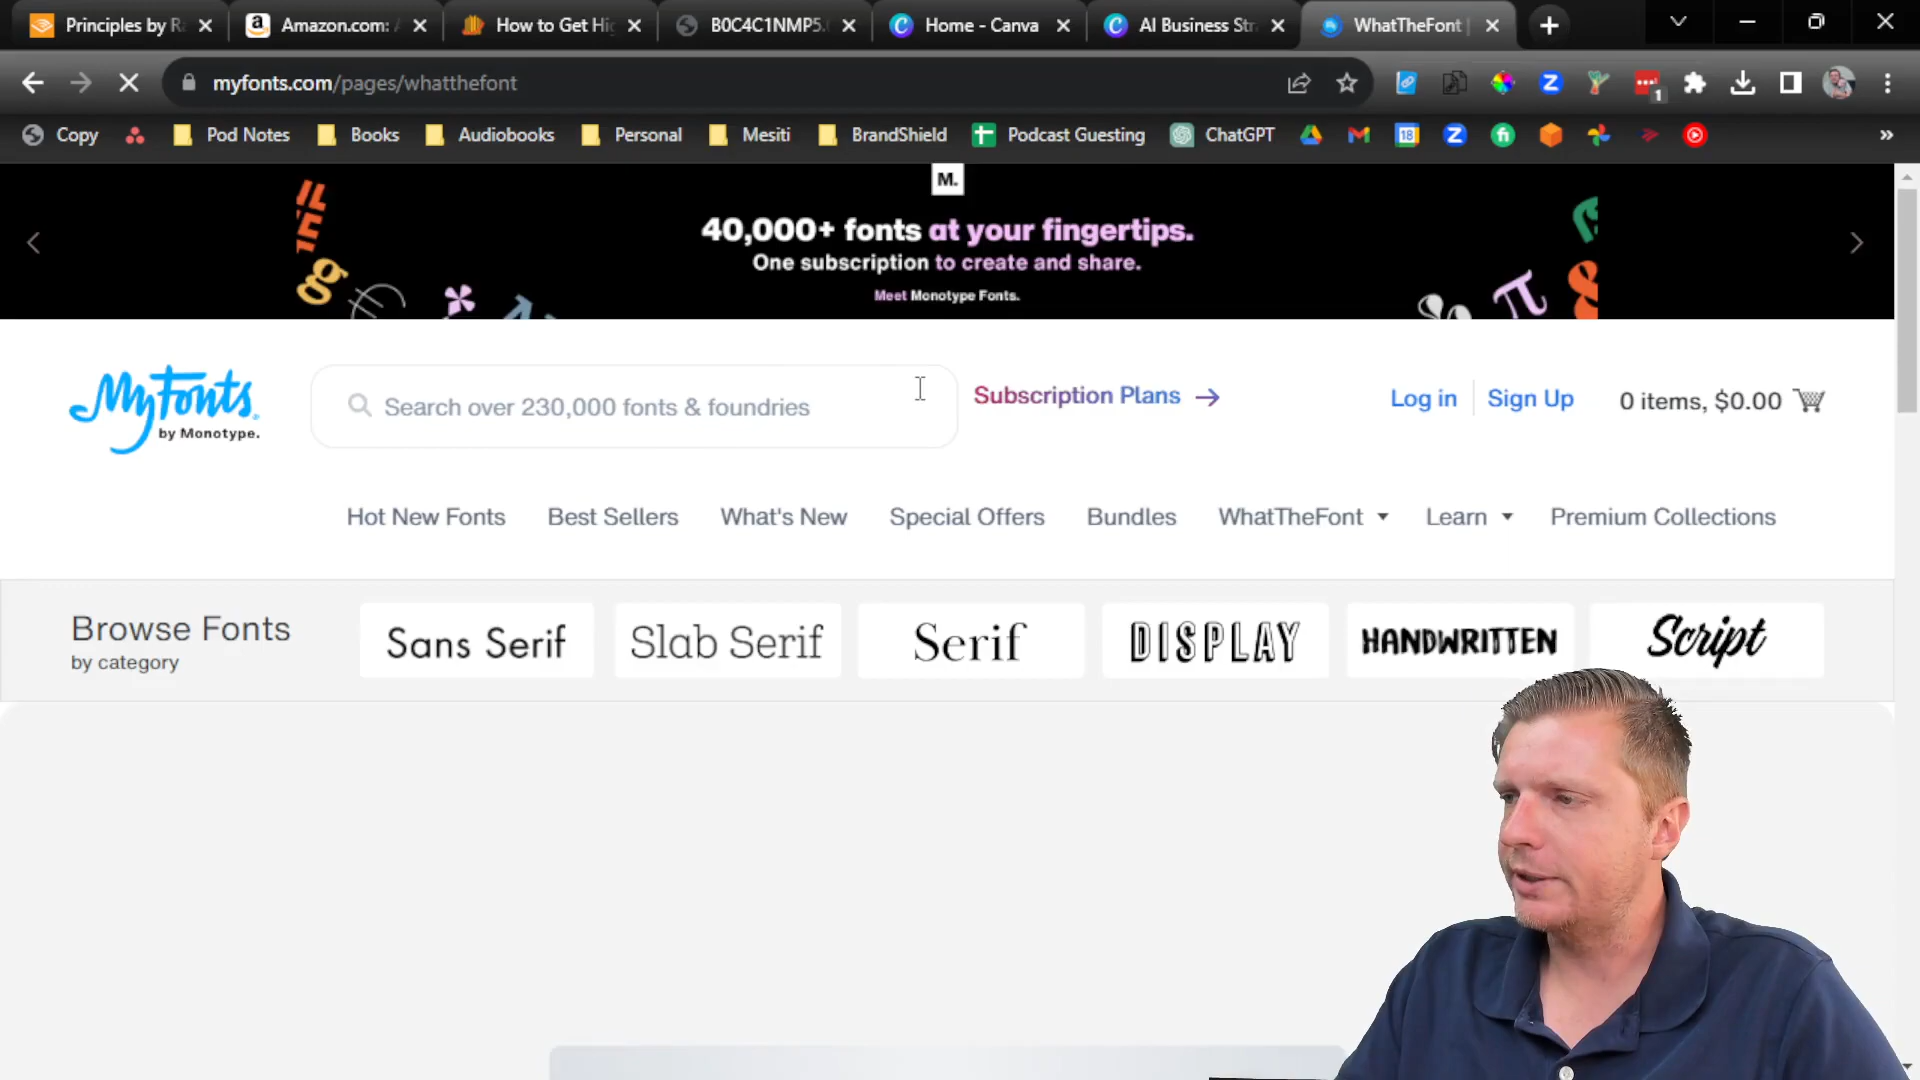 Principles by Ra
Amazon.com: A
How to Get Hig
B0C4C1NMP5.
Home - Canva
AI Business Str
WhatTheFont |
myfonts.com/pages/whatthefont
1
Copy
Pod Notes
Books
Audiobooks
Personal
Mesiti
BrandShield
Podcast Guesting
ChatGPT
18
»
M.
40,000+ fonts at your fingertips.
One subscription to create and share.
Meet Monotype Fonts.
MyFonts
by Monotype.
Search over 230,000 fonts & foundries
Subscription Plans →
Log in
Sign Up
0 items, $0.00
Hot New Fonts
Best Sellers
What's New
Special Offers
Bundles
WhatTheFont
Learn
Premium Collections
Browse Fonts
by category
Sans Serif
Slab Serif
Serif
DISPLAY
HANDWRITTEN
Script